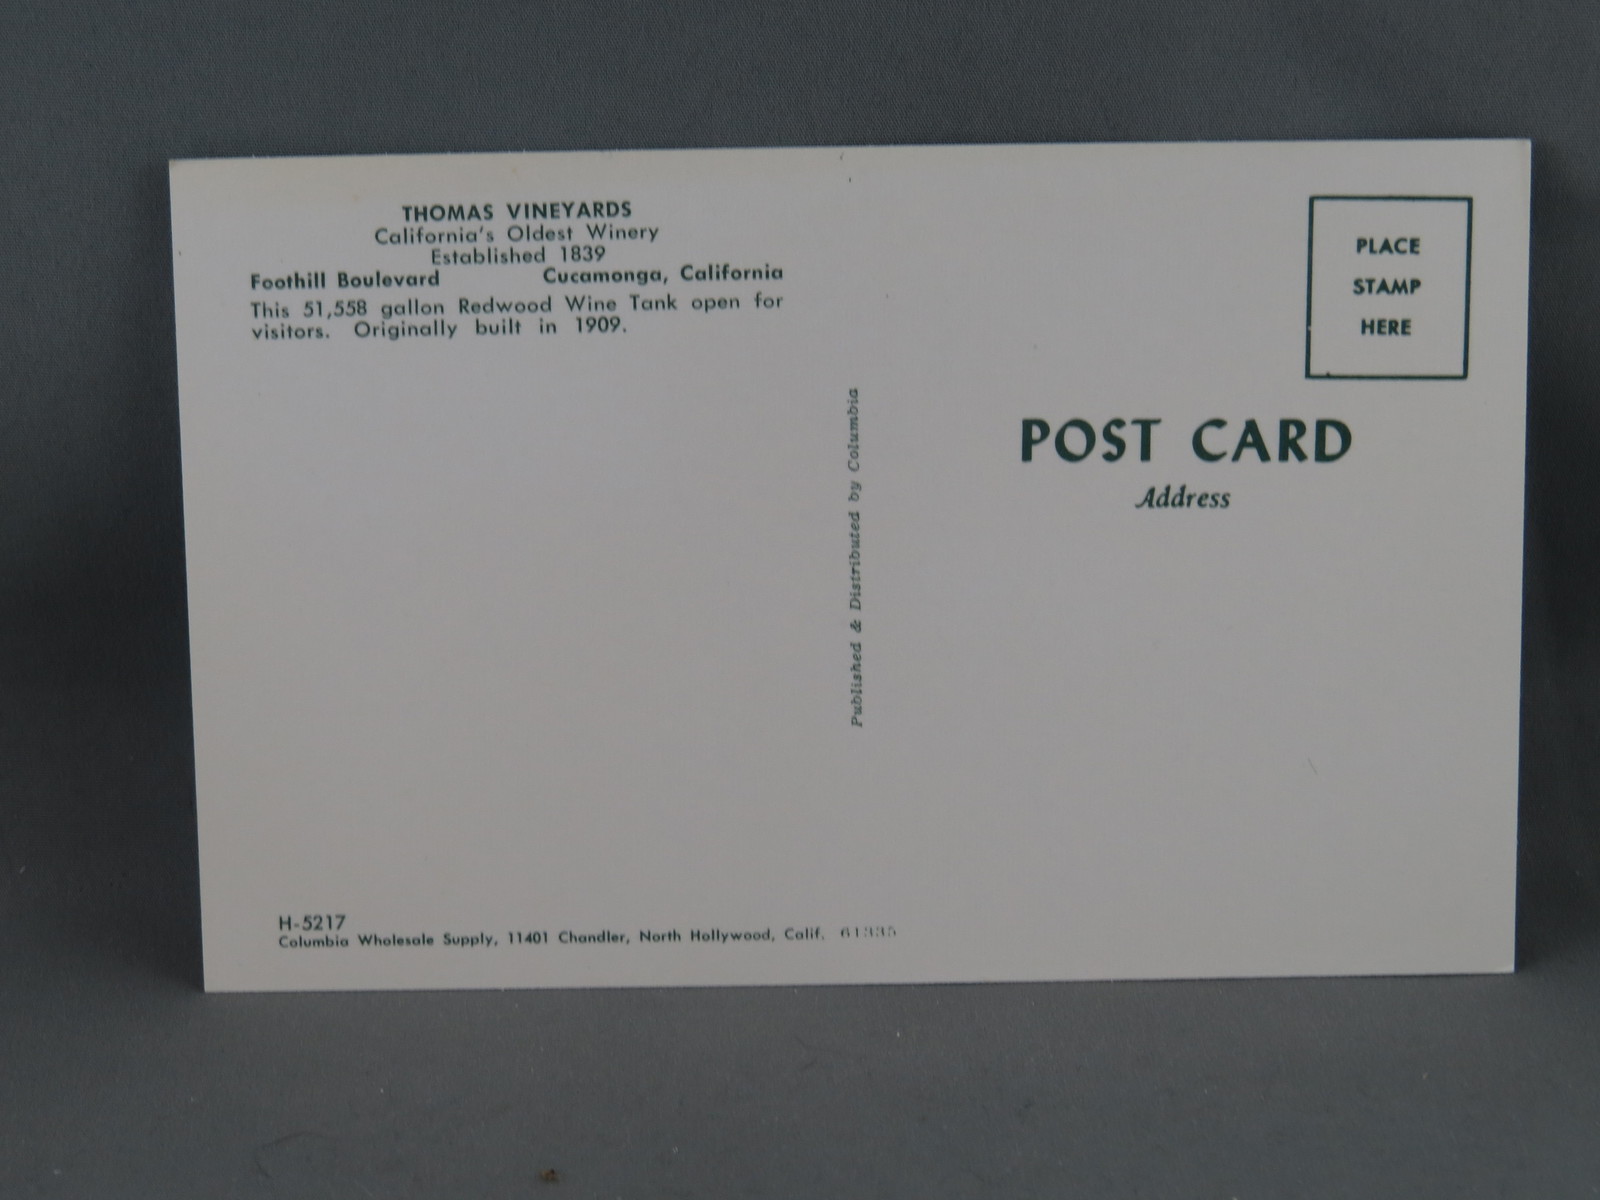 THOMAS VINEYARDS
California's Oldest Winery
Established 1839
Foothill Boulevard Cucamonga, California
This 51,558 gallon Redwood Wine Tank open for
visitors. Originally built in 1909.
PLACE
STAMP
HERE
POST CARD
Address
Published & Distributed by Columbia
H-5217
Columbia Wholesale Supply, 11401 Chandler, North Hollywood, Calif. 61335